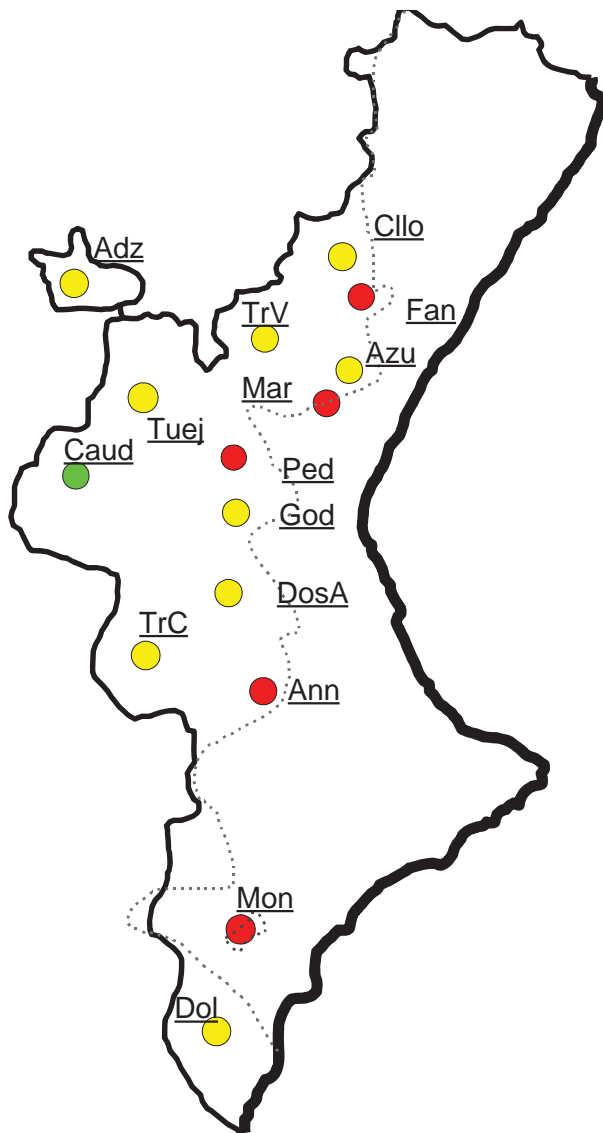 Cllo
Adz
Fan
TrV
Azu
Mar
Tuej
Caud
Ped
God
DosA
TrC
Ann
Mon
Dol